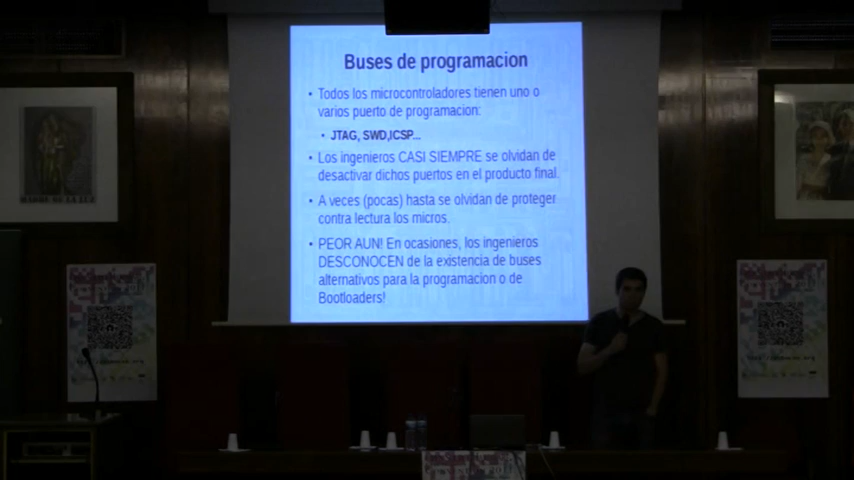 Buses de programacion
• Todos los microcontroladores tienen uno o
varios puerto de programacion:
• JTAG, SWD,ICSP...
• Los ingenieros CASI SIEMPRE se olvidan de
desactivar dichos puertos en el producto final.
• A veces (pocas) hasta se olvidan de proteger
contra lectura los micros.
• PEOR AUN! En ocasiones, los ingenieros
DESCONOCEN de la existencia de buses
alternativos para la programacion o de
Bootloaders!